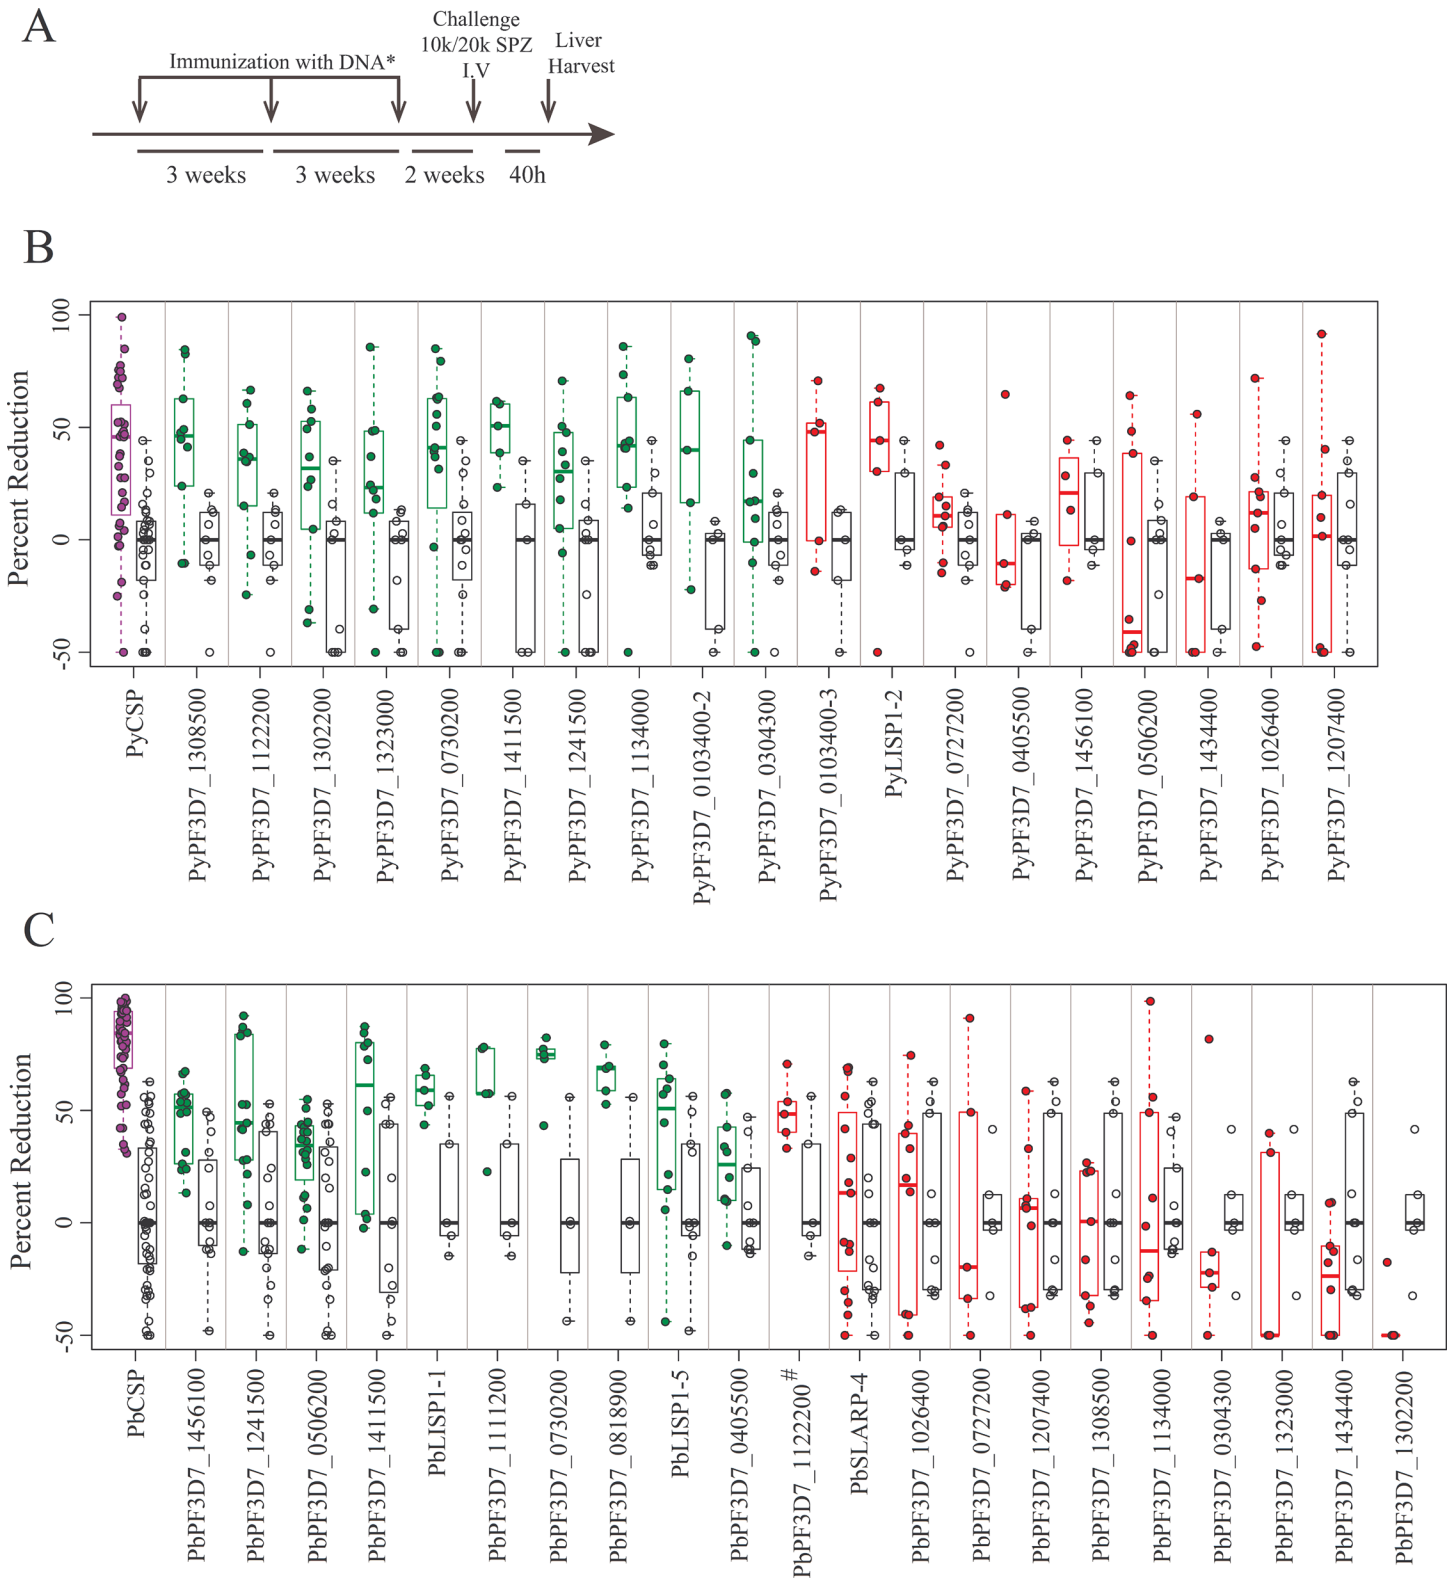 A
Immunization with DNA*
Challenge
10k/20k SPZ
I.V
Liver
Harvest
3 weeks
3 weeks
2 weeks
40h
B
Percent Reduction
100
50
0
-50
PyCSP
PyPF3D7_1308500
PyPF3D7_1122200
PyPF3D7_1302200
PyPF3D7_1323000
PyPF3D7_0730200
PyPF3D7_1411500
PyPF3D7_1241500
PyPF3D7_1134000
PyPF3D7_0103400-2
PyPF3D7_0304300
PyPF3D7_0103400-3
PyLISP1-2
PyPF3D7_0727200
PyPF3D7_0405500
PyPF3D7_1456100
PyPF3D7_0506200
PyPF3D7_1434400
PyPF3D7_1026400
PyPF3D7_1207400
C
Percent Reduction
100
50
0
-50
PbCSP
PbPF3D7_1456100
PbPF3D7_1241500
PbPF3D7_0506200
PbPF3D7_1411500
PbLISP1-1
PbPF3D7_1111200
PbPF3D7_0730200
PbPF3D7_0818900
PbLISP1-5
PbPF3D7_0405500
PbPF3D7_1122200#
PbSLARP-4
PbPF3D7_1026400
PbPF3D7_0727200
PbPF3D7_1207400
PbPF3D7_1308500
PbPF3D7_1134000
PbPF3D7_0304300
PbPF3D7_1323000
PbPF3D7_1434400
PbPF3D7_1302200